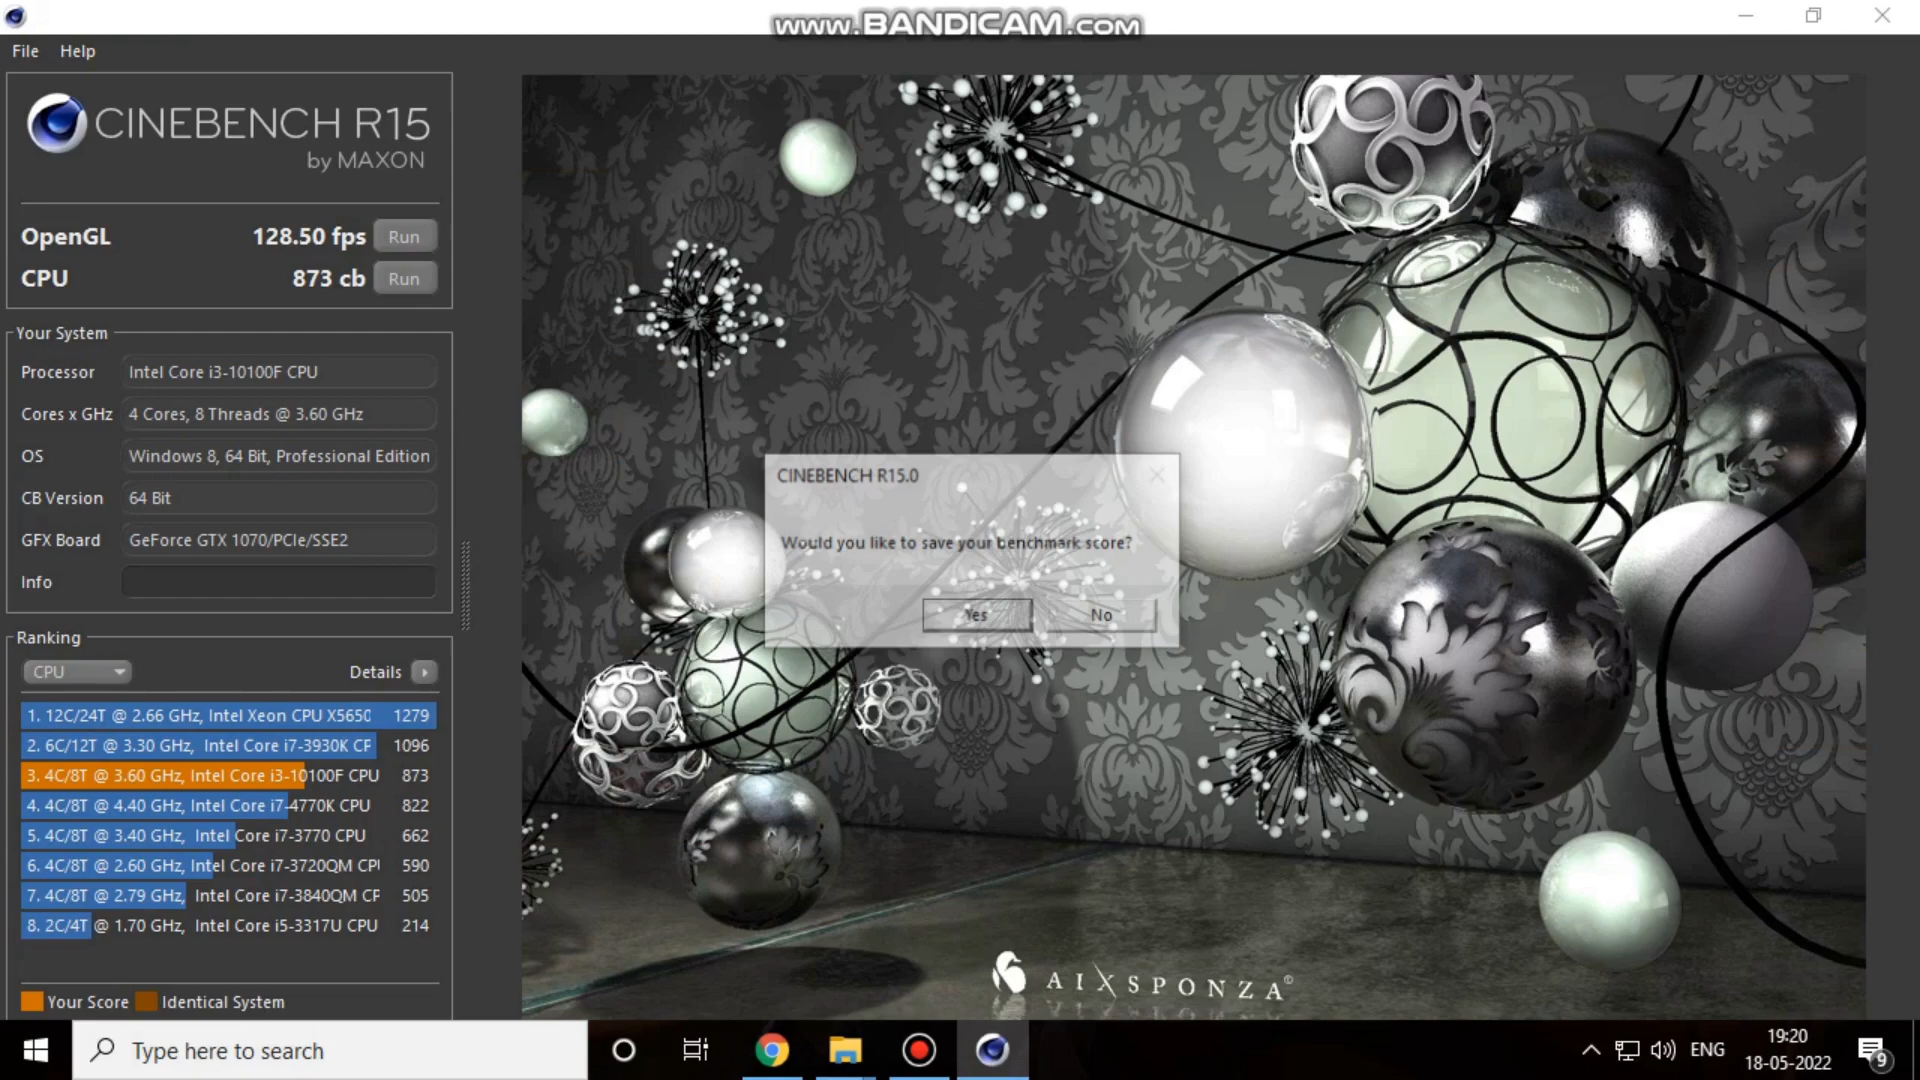 www.BANDICAM.com
File Help
CINEBENCH R15
by MAXON
OpenGL 128.50 fps Run
CPU 873 cb Run
Your System
Processor Intel Core i3-10100F CPU
Cores x GHz 4 Cores, 8 Threads @ 3.60 GHz
OS Windows 8, 64 Bit, Professional Edition
CB Version 64 Bit
GFX Board GeForce GTX 1070/PCIe/SSE2
Info
CINEBENCH R15.0
Would you like to save your benchmark score?
Yes No
Ranking
CPU Details
1. 12C/24T @ 2.66 GHz, Intel Xeon CPU X5650 1279
2. 6C/12T @ 3.30 GHz, Intel Core i7-3930K CP 1096
3. 4C/8T @ 3.60 GHz, Intel Core i3-10100F CPU 873
4. 4C/8T @ 4.40 GHz, Intel Core i7-4770K CPU 822
5. 4C/8T @ 3.40 GHz, Intel Core i7-3770 CPU 662
6. 4C/8T @ 2.60 GHz, Intel Core i7-3720QM CPU 590
7. 4C/8T @ 2.79 GHz, Intel Core i7-3840QM CP 505
8. 2C/4T @ 1.70 GHz, Intel Core i5-3317U CPU 214
Your Score Identical System
AIXSPONZA®
Type here to search
ENG
19:20
18-05-2022
9